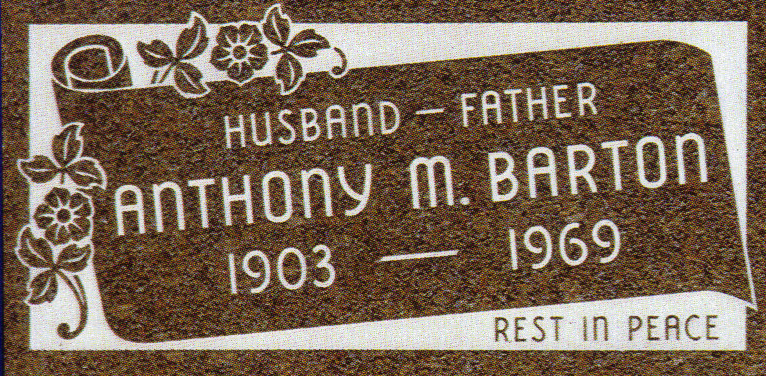 HUSBAND — FATHER
ANTHONY M. BARTON
1903 — 1969
REST IN PEACE